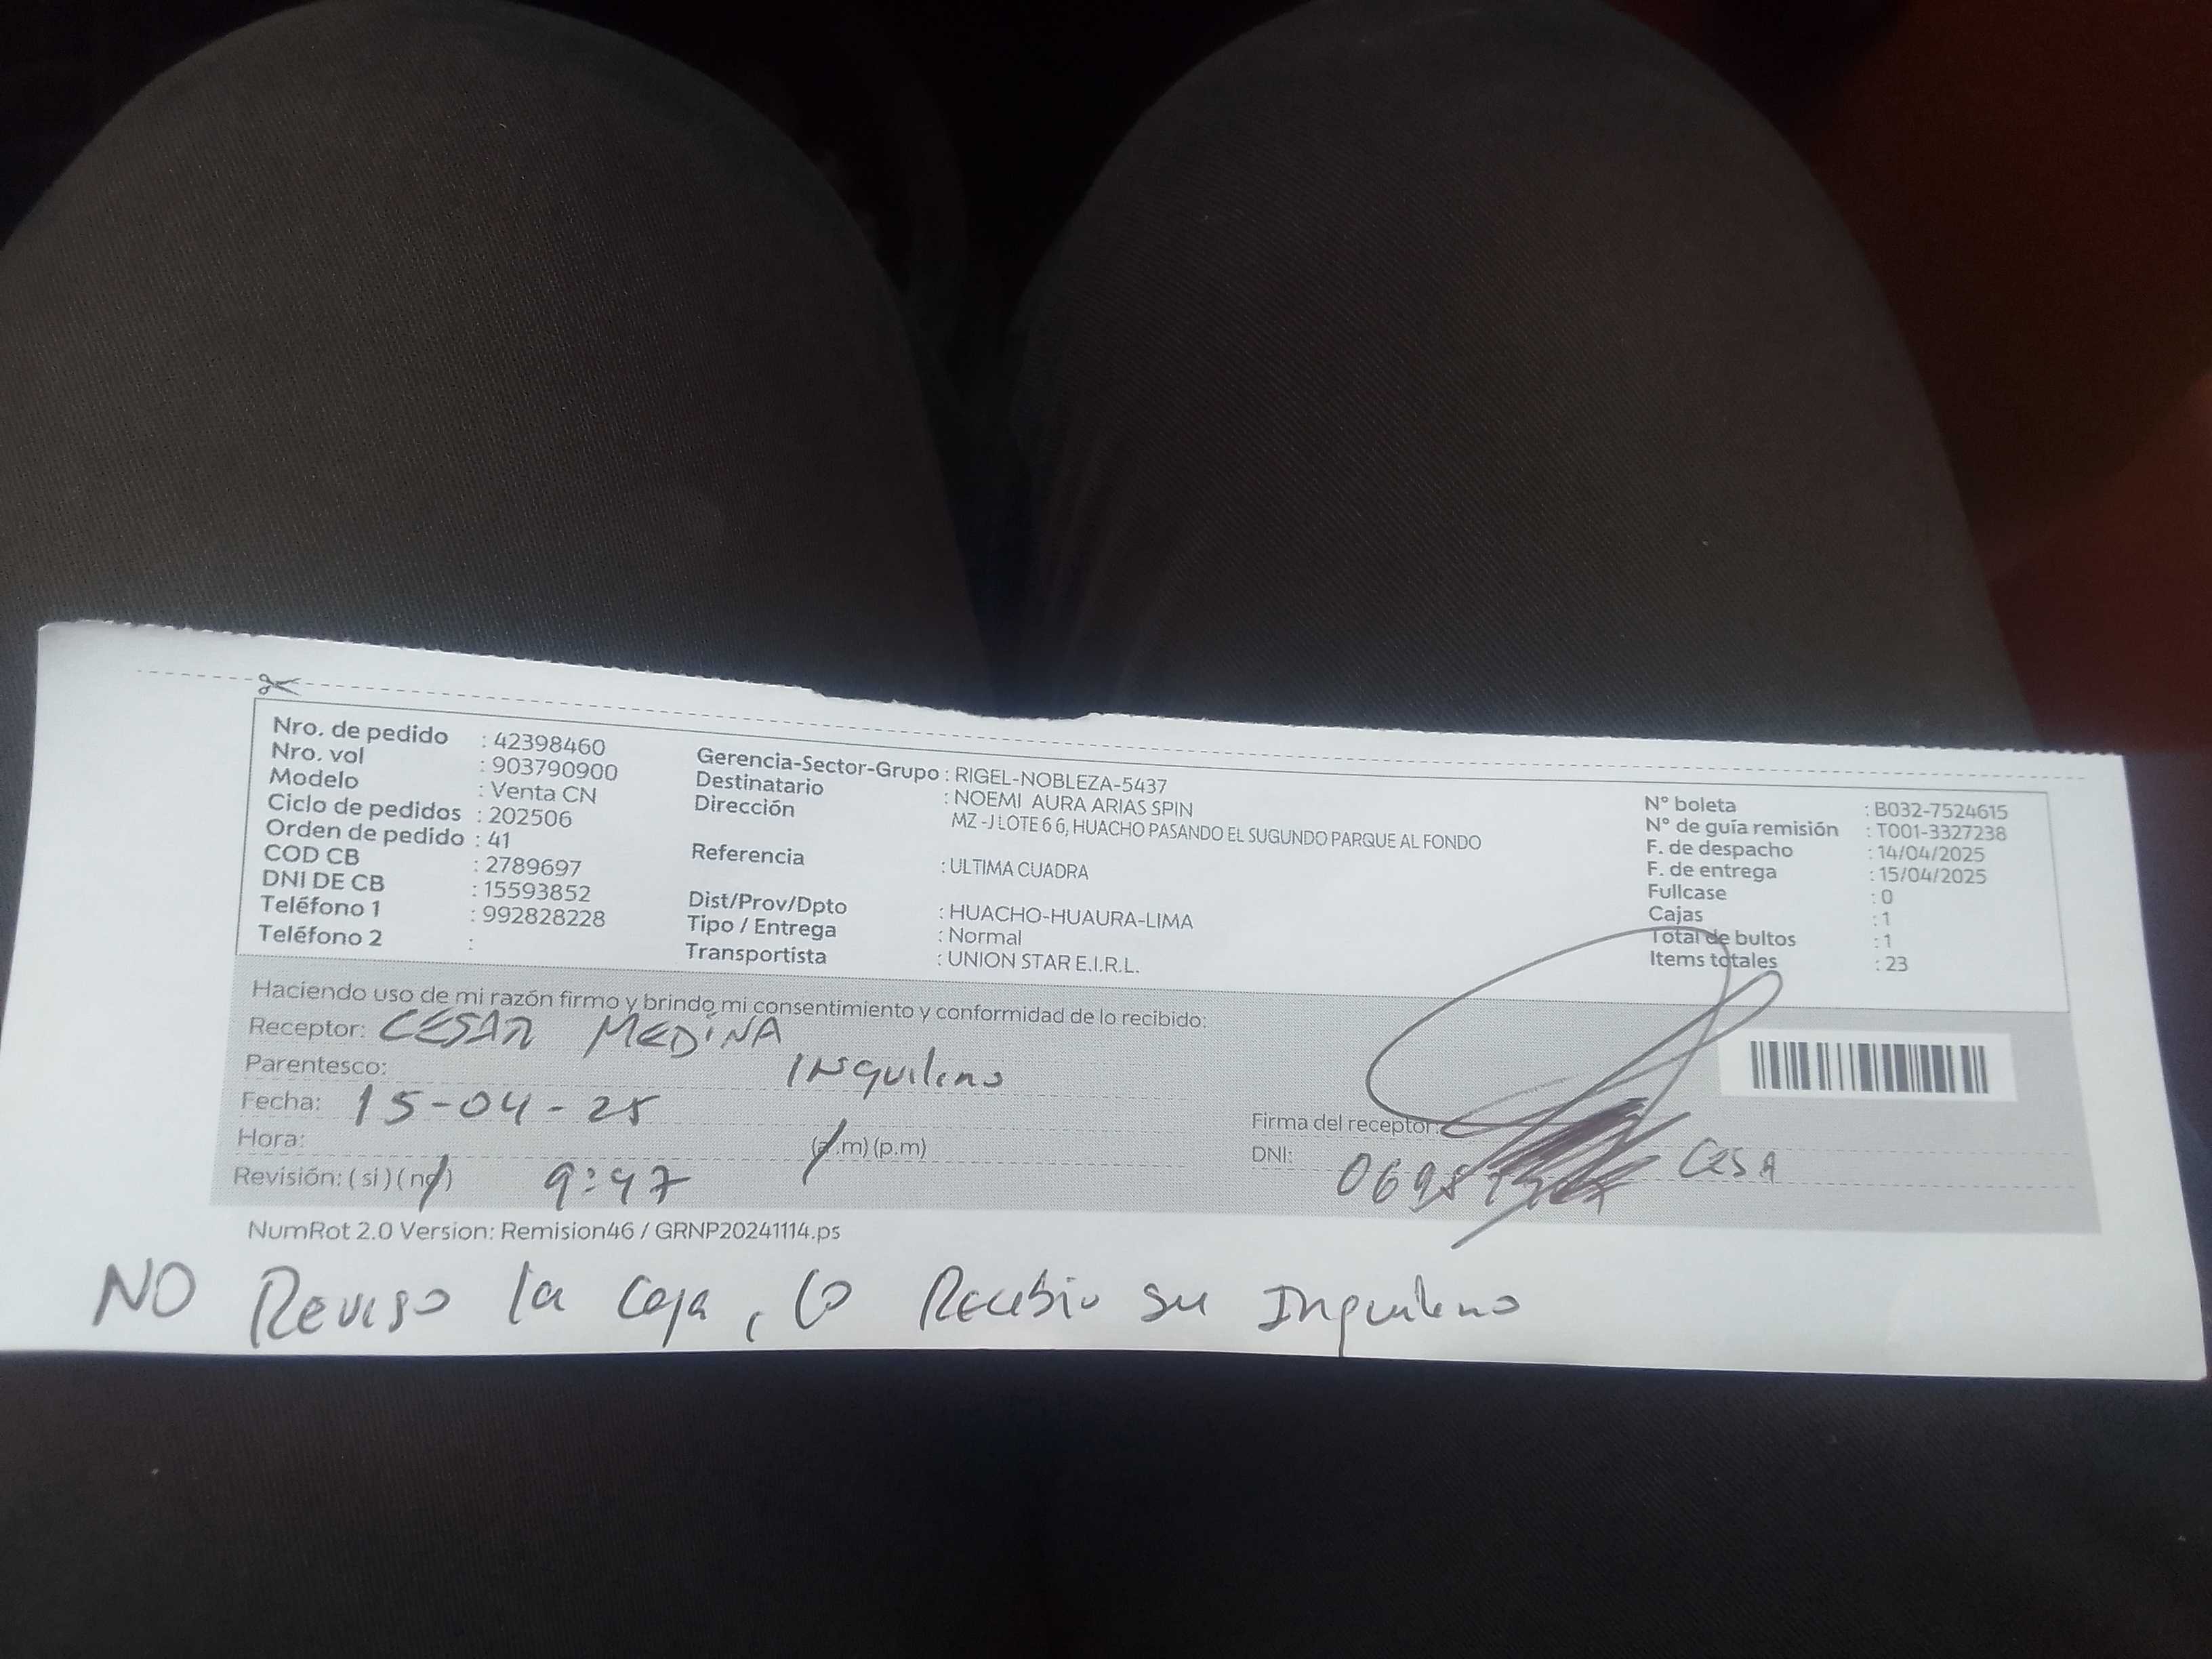 Nro. de pedido : 42398460
Nro. vol : 903790900
Modelo : Venta CN
Ciclo de pedidos : 202506
Orden de pedido : 41
COD CB : 2789697
DNI DE CB : 15593852
Teléfono 1 : 992828228
Teléfono 2 :
Gerencia-Sector-Grupo : RIGEL-NOBLEZA-5437
Destinatario : NOEMI AURA ARIAS SPIN
Dirección MZ -J LOTE 6 6, HUACHO PASANDO EL SUGUNDO PARQUE AL FONDO
Referencia : ULTIMA CUADRA
Dist/Prov/Dpto : HUACHO-HUAURA-LIMA
Tipo / Entrega : Normal
Transportista : UNION STAR E.I.R.L.
N° boleta : B032-7524615
N° de guía remisión : T001-3327238
F. de despacho : 14/04/2025
F. de entrega : 15/04/2025
Fullcase : 0
Cajas : 1
Total de bultos : 1
Items totales : 23
Haciendo uso de mi razón firmo y brindo mi consentimiento y conformidad de lo recibido:
Receptor: CESAR MEDINA
Parentesco: INquilino
Fecha: 15-04-25
Hora: (a.m) (p.m)
Revisión: ( si ) ( no ) 9:47
Firma del receptor:
DNI: CESA
NumRot 2.0 Version: Remision46 / GRNP20241114.ps
NO Reviso la Caja, lo Recibio su Inquilino